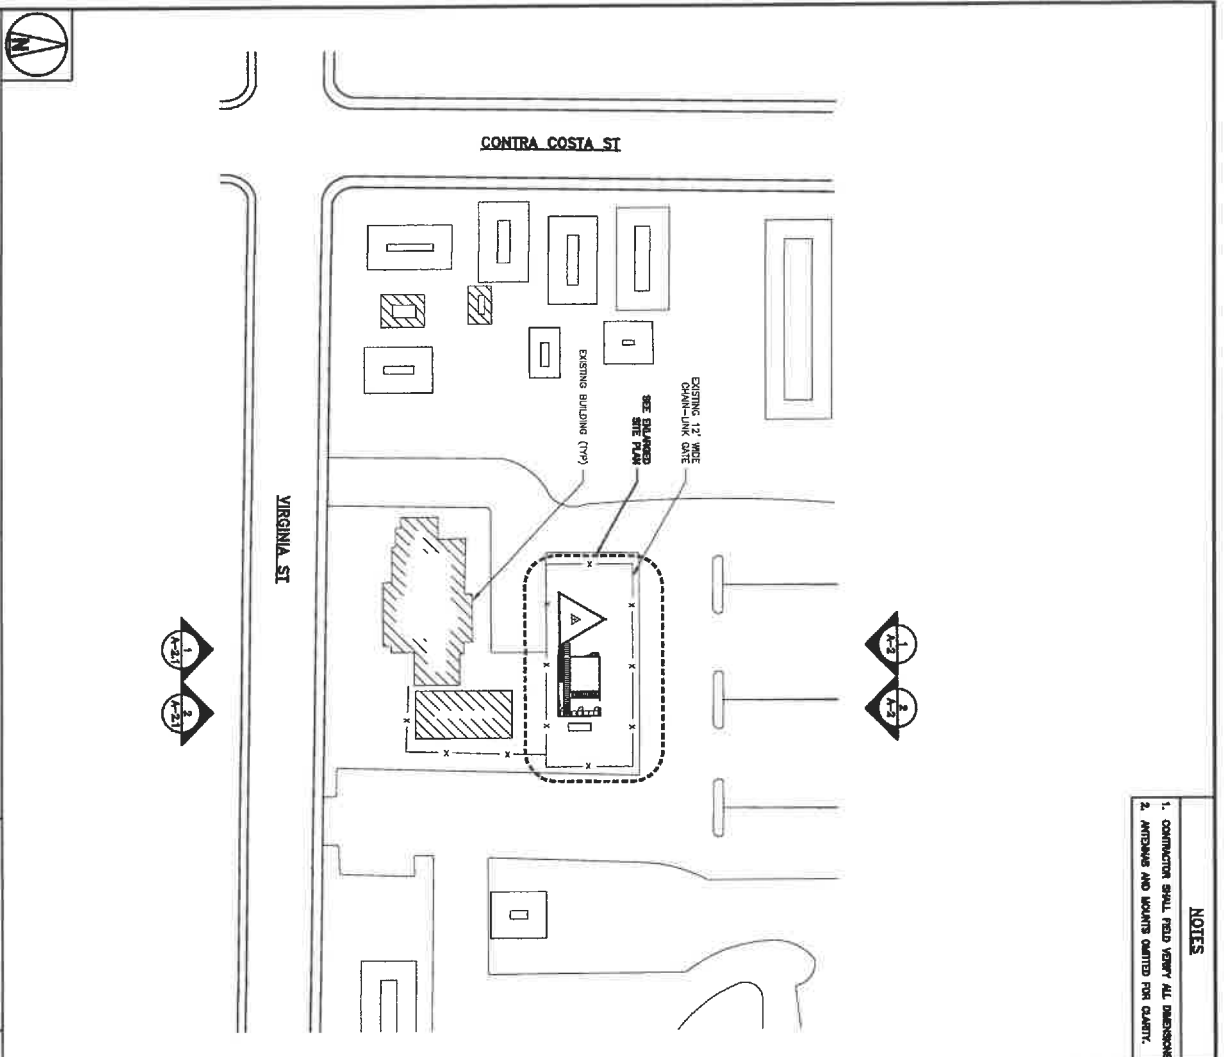 N
CONTRA COSTA ST
EXISTING 12' WIDE
CHAIN-LINK GATE
SEE ENLARGED
SITE PLAN
EXISTING BUILDING (TYP)
VIRGINIA ST
1
A-2
2
A-2
1
A-2.1
2
A-2.1
NOTES
1. CONTRACTOR SHALL FIELD VERIFY ALL DIMENSIONS
2. ANTENNAS AND MOUNTS OMITTED FOR CLARITY.